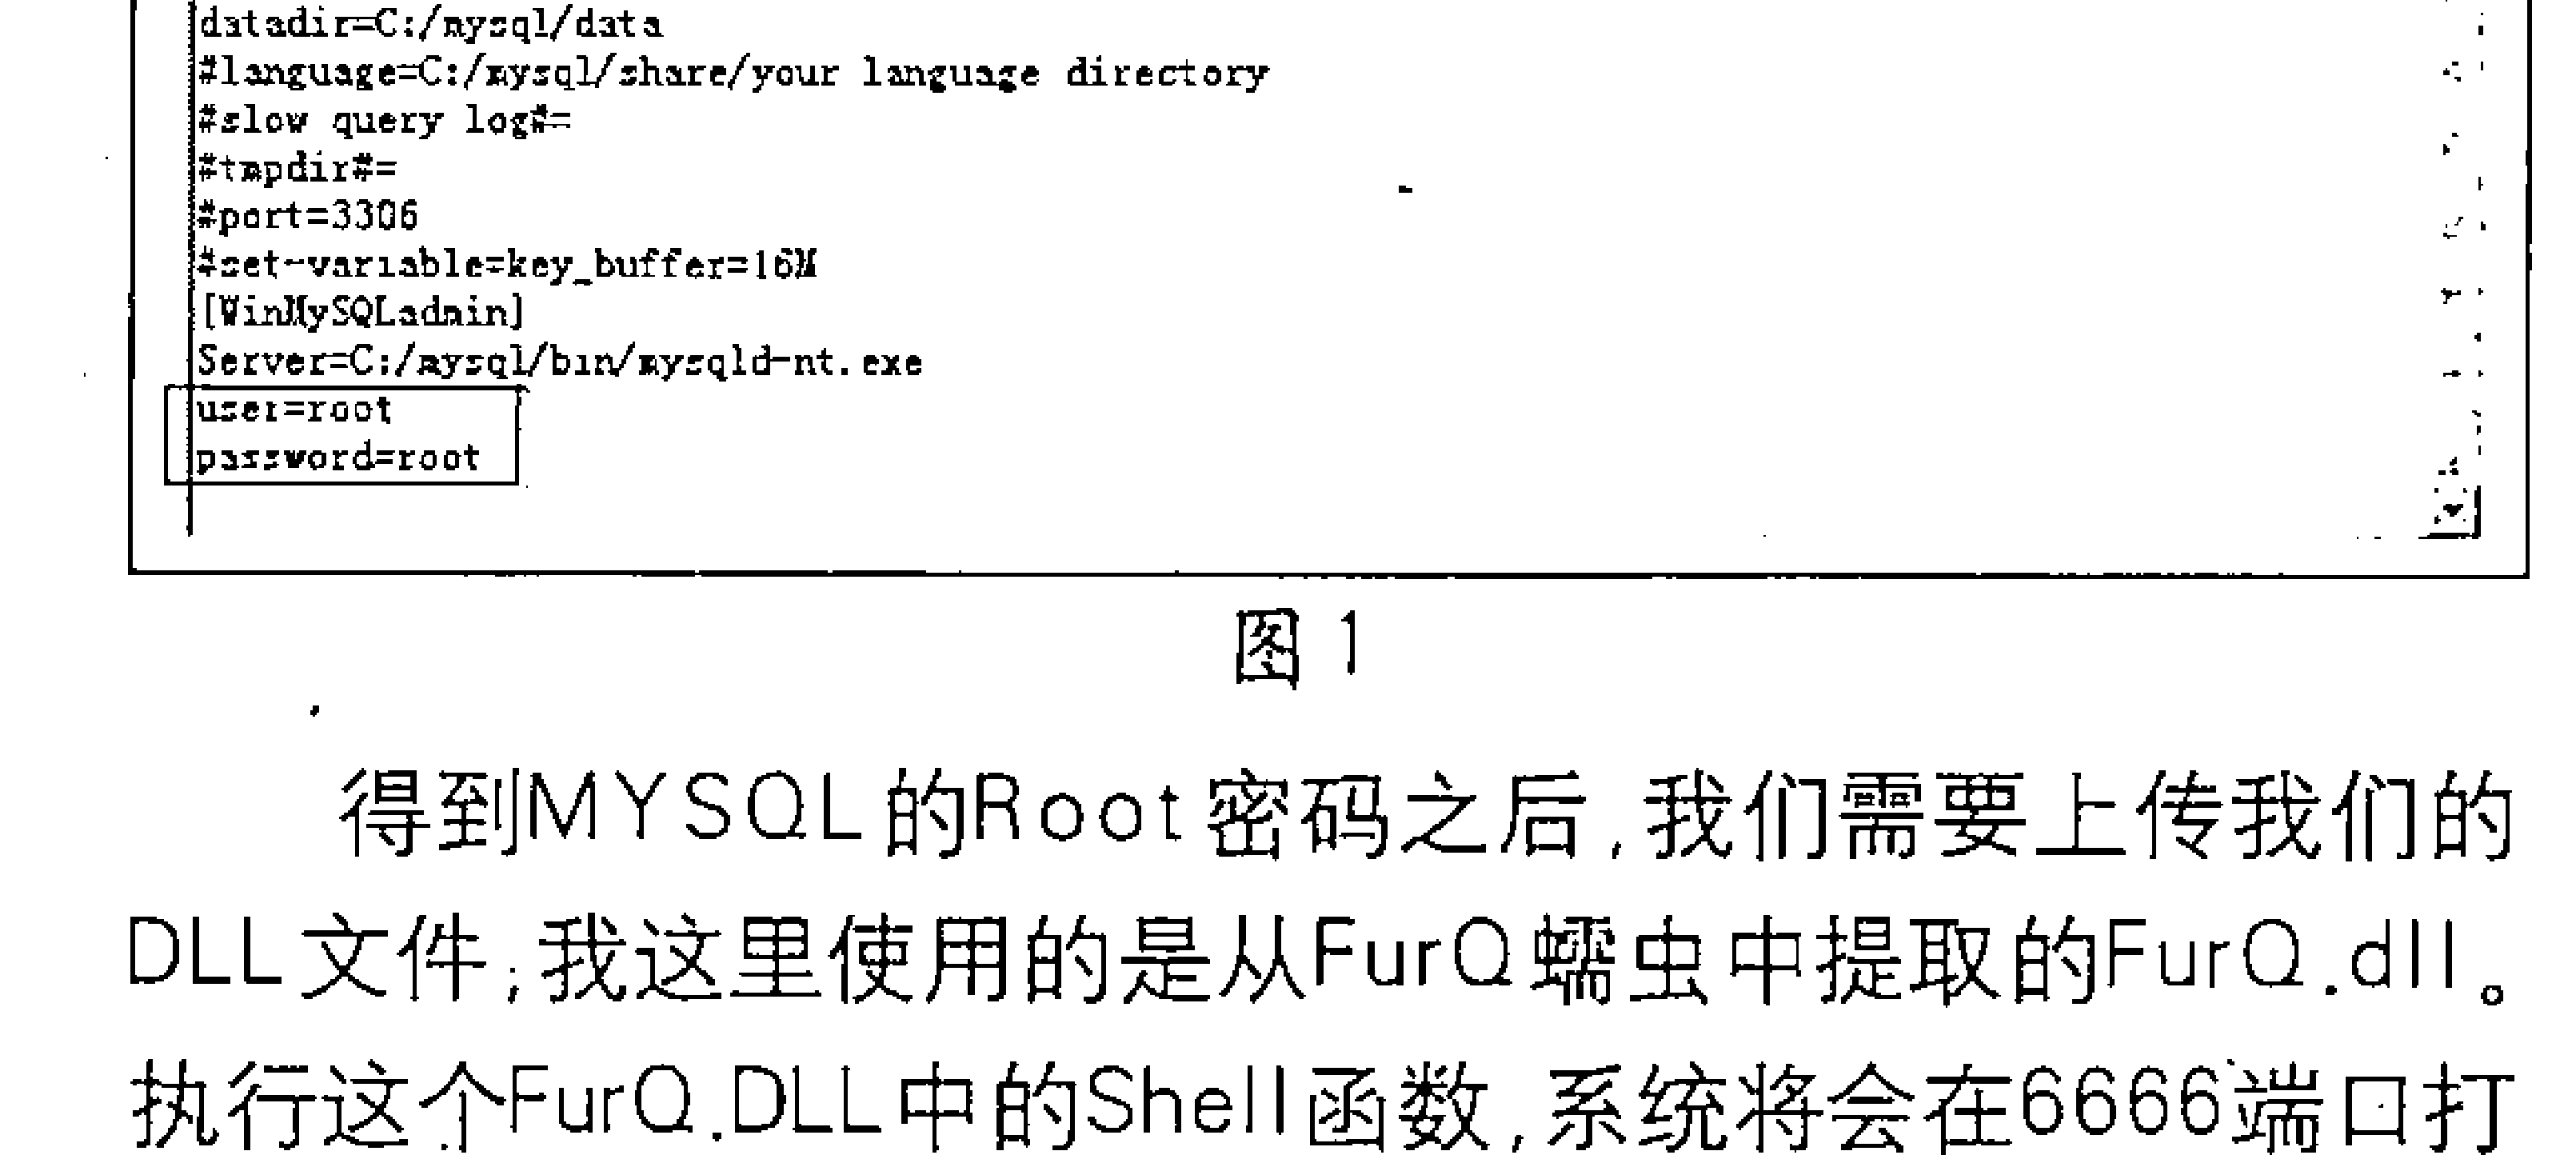 datadir=C:/mysql/data
#language=C:/mysql/share/your language directory
#slow query log#=
#tmpdir#=
#port=3306
#set-variable=key_buffer=16M
[WinMySQLadmin]
Server=C:/mysql/bin/mysqld-nt.exe
user=root
password=root
图 1
得到MYSQL的Root密码之后,我们需要上传我们的
DLL文件;我这里使用的是从FurQ蠕虫中提取的FurQ.dll。
执行这个FurQ.DLL中的Shell函数,系统将会在6666端口打